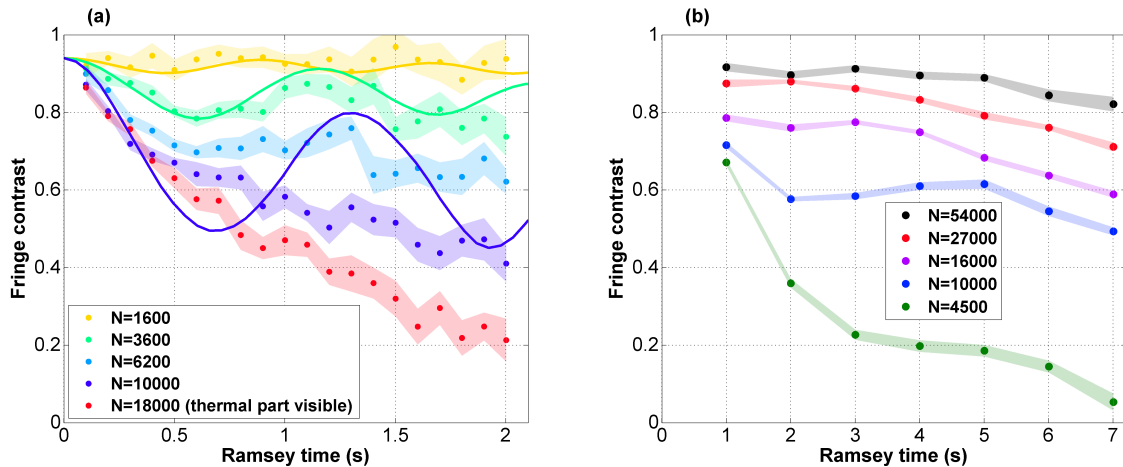 (a)
Fringe contrast
1
0.8
0.6
0.4
0.2
0
N=1600
N=3600
N=6200
N=10000
N=18000 (thermal part visible)
0 0.5 1 1.5 2
Ramsey time (s)
(b)
Fringe contrast
1
0.8
0.6
0.4
0.2
0
N=54000
N=27000
N=16000
N=10000
N=4500
0 1 2 3 4 5 6 7
Ramsey time (s)